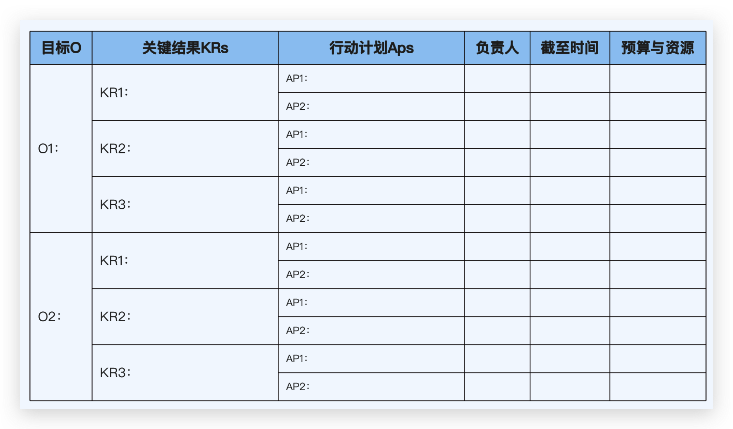 目标O 关键结果KRs 行动计划Aps 负责人 截至时间 预算与资源
O1：
KR1：
AP1：
AP2：
KR2：
AP1：
AP2：
KR3：
AP1：
AP2：
O2：
KR1：
AP1：
AP2：
KR2：
AP1：
AP2：
KR3：
AP1：
AP2：